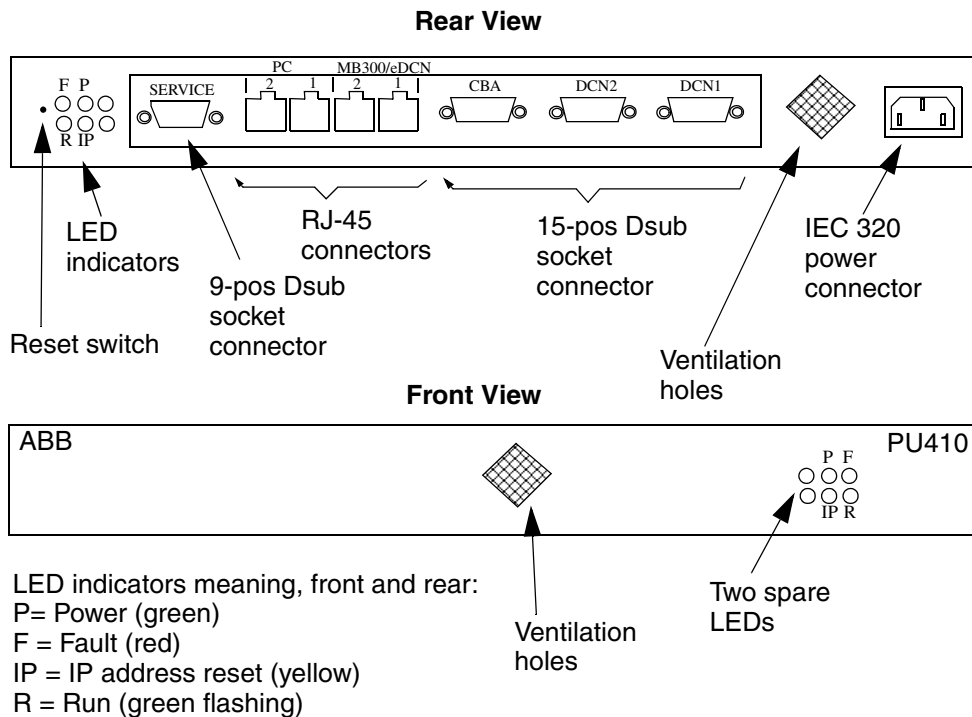 Rear View
F P
R IP
SERVICE
PC
2 1
MB300/eDCN
2 1
CBA
DCN2
DCN1
LED
indicators
RJ-45
connectors
15-pos Dsub
socket
connector
IEC 320
power
connector
9-pos Dsub
socket
connector
Reset switch
Ventilation
holes
Front View
ABB
PU410
P F
IP R
LED indicators meaning, front and rear:
P= Power (green)
F = Fault (red)
IP = IP address reset (yellow)
R = Run (green flashing)
Ventilation
holes
Two spare
LEDs